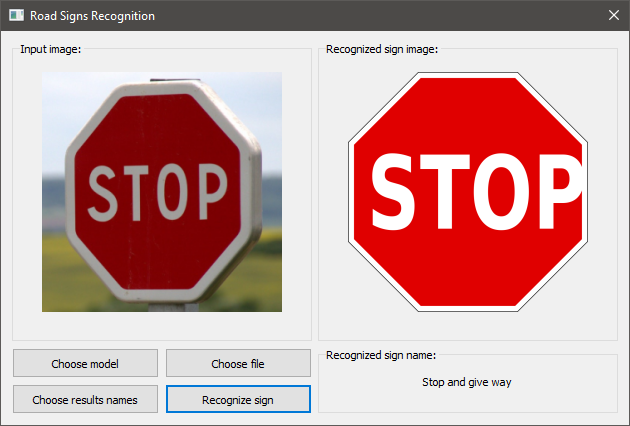 Road Signs Recognition
Input image:
STOP
Recognized sign image:
STOP
Choose model
Choose file
Choose results names
Recognize sign
Recognized sign name:
Stop and give way